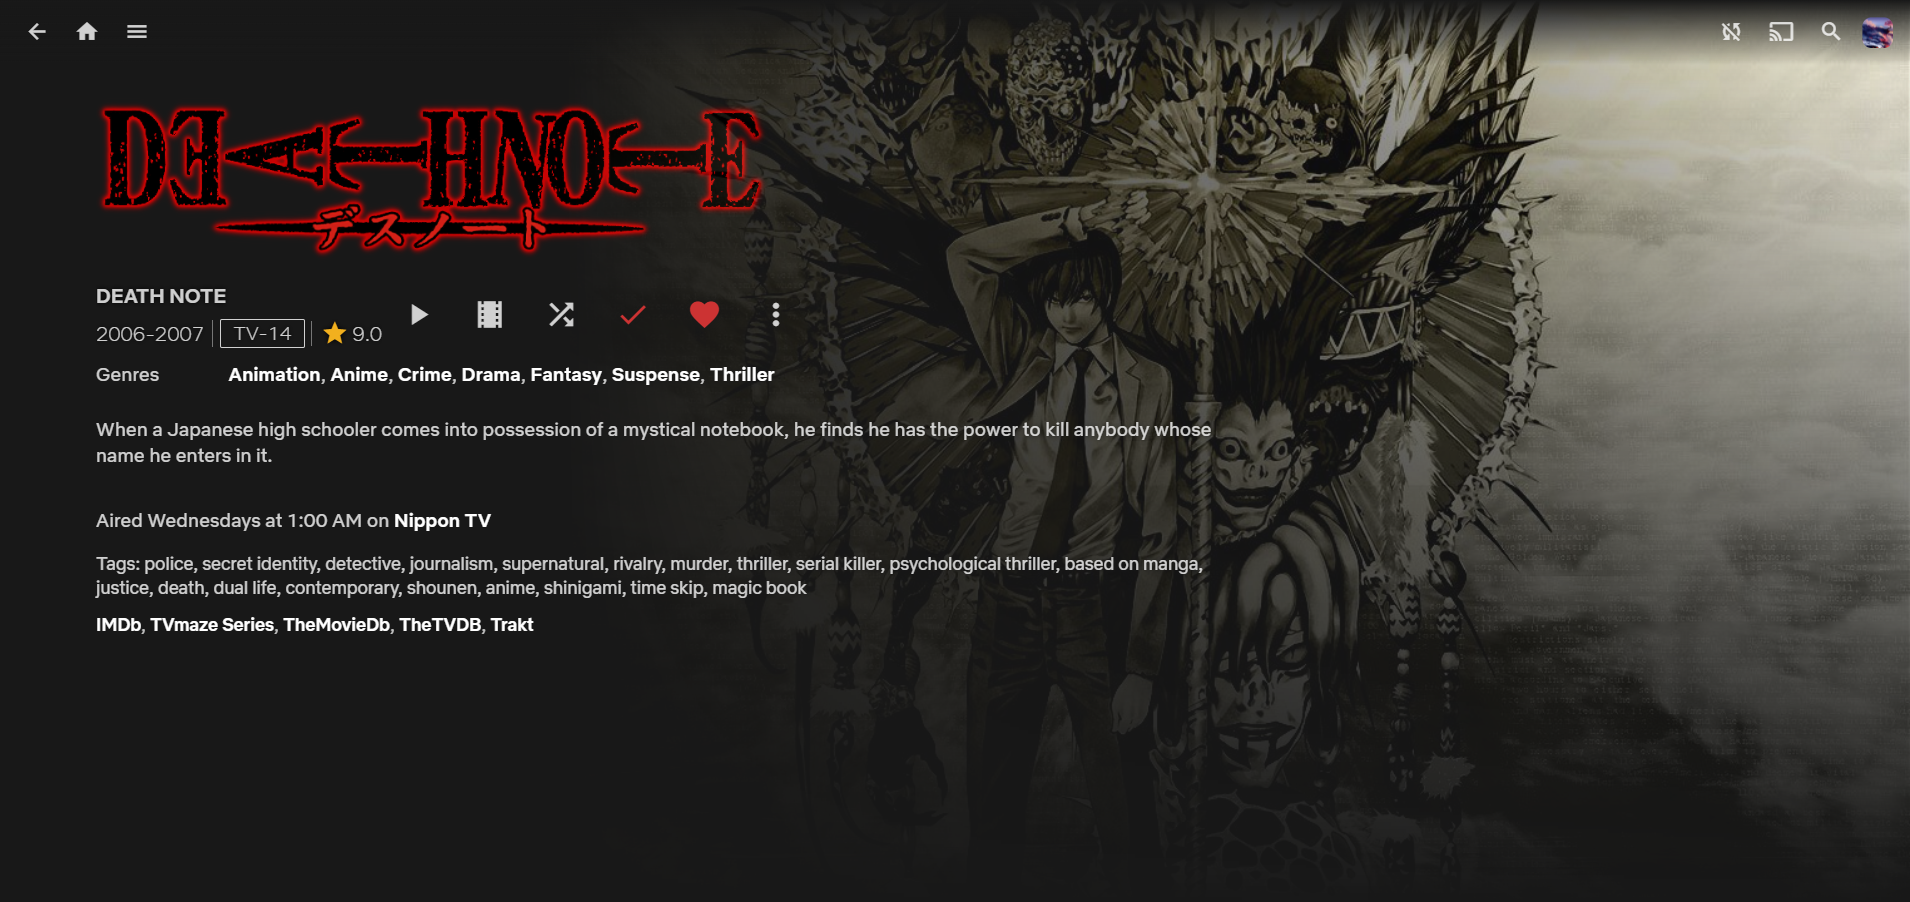 DEATH NOTE
デスノート
DEATH NOTE
2006-2007 TV-14 9.0
Genres Animation, Anime, Crime, Drama, Fantasy, Suspense, Thriller
When a Japanese high schooler comes into possession of a mystical notebook, he finds he has the power to kill anybody whose
name he enters in it.
Aired Wednesdays at 1:00 AM on Nippon TV
Tags: police, secret identity, detective, journalism, supernatural, rivalry, murder, thriller, serial killer, psychological thriller, based on manga,
justice, death, dual life, contemporary, shounen, anime, shinigami, time skip, magic book
IMDb, TVmaze Series, TheMovieDb, TheTVDB, Trakt